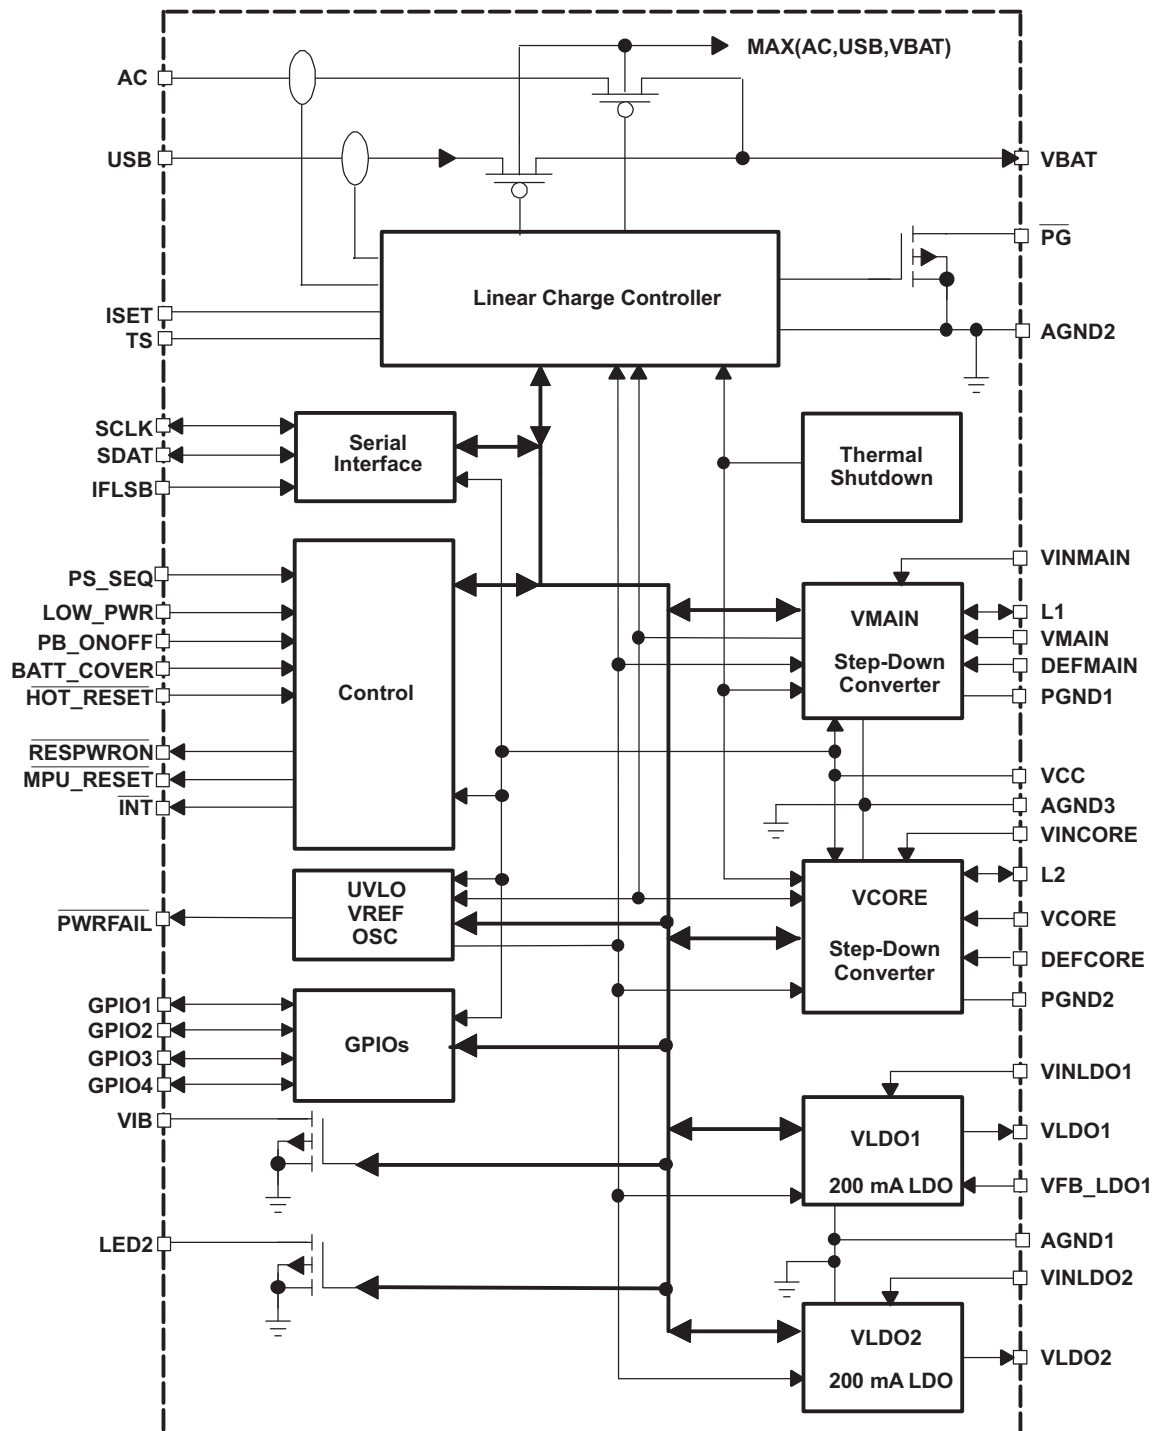 MAX(AC,USB,VBAT)
AC
USB
VBAT
PG
Linear Charge Controller
ISET
TS
AGND2
SCLK
SDAT
IFLSB
Serial
Interface
Thermal
Shutdown
VINMAIN
PS_SEQ
LOW_PWR
PB_ONOFF
BATT_COVER
HOT_RESET
Control
VMAIN
Step-Down
Converter
L1
VMAIN
DEFMAIN
PGND1
RESPWRON
MPU_RESET
INT
VCC
AGND3
VINCORE
UVLO
VREF
OSC
PWRFAIL
VCORE
Step-Down
Converter
L2
VCORE
DEFCORE
PGND2
GPIO1
GPIO2
GPIO3
GPIO4
GPIOs
VINLDO1
VIB
VLDO1
200 mA LDO
VLDO1
VFB_LDO1
LED2
AGND1
VINLDO2
VLDO2
200 mA LDO
VLDO2